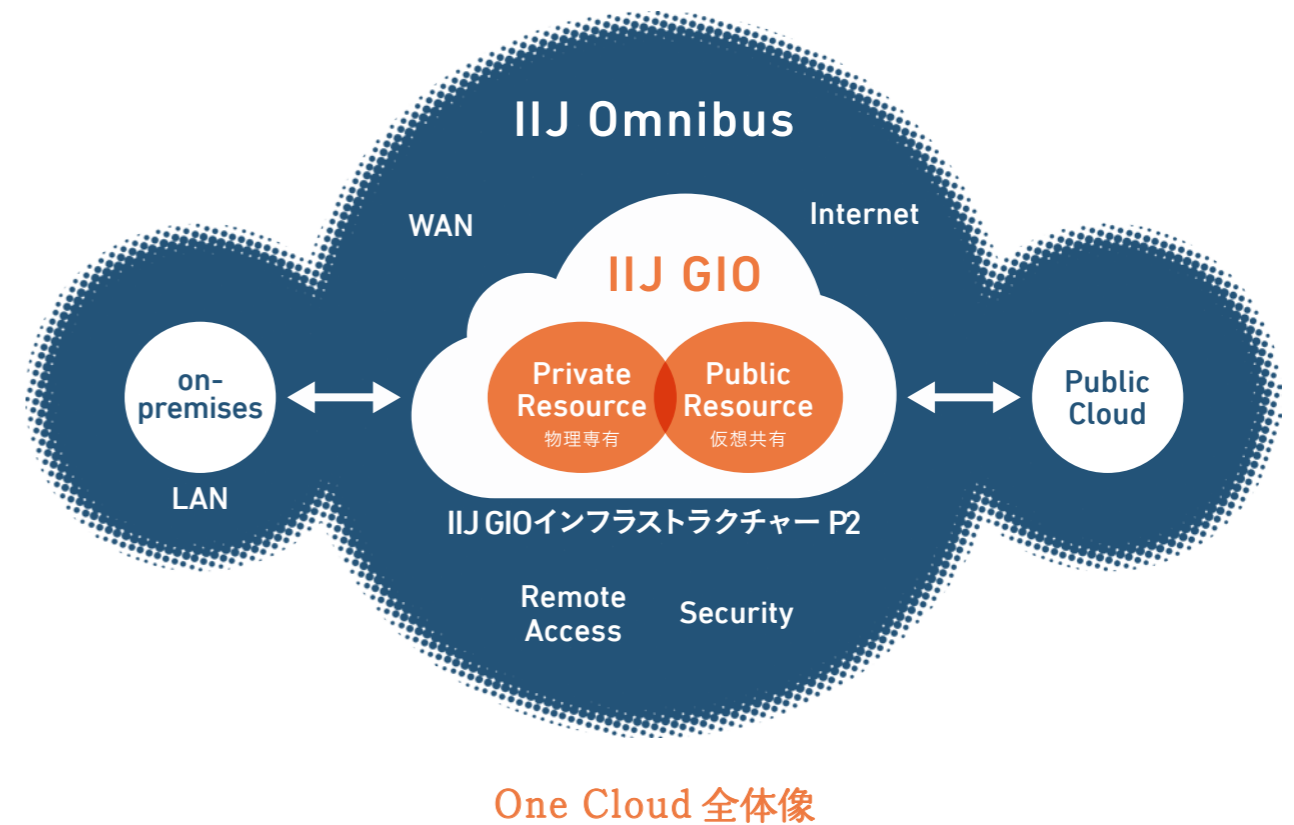 IIJ Omnibus
WAN
Internet
IIJ GIO
on-
premises
Private
Resource
物理専有
Public
Resource
仮想共有
Public
Cloud
LAN
IIJ GIOインフラストラクチャー P2
Remote
Access
Security
One Cloud 全体像